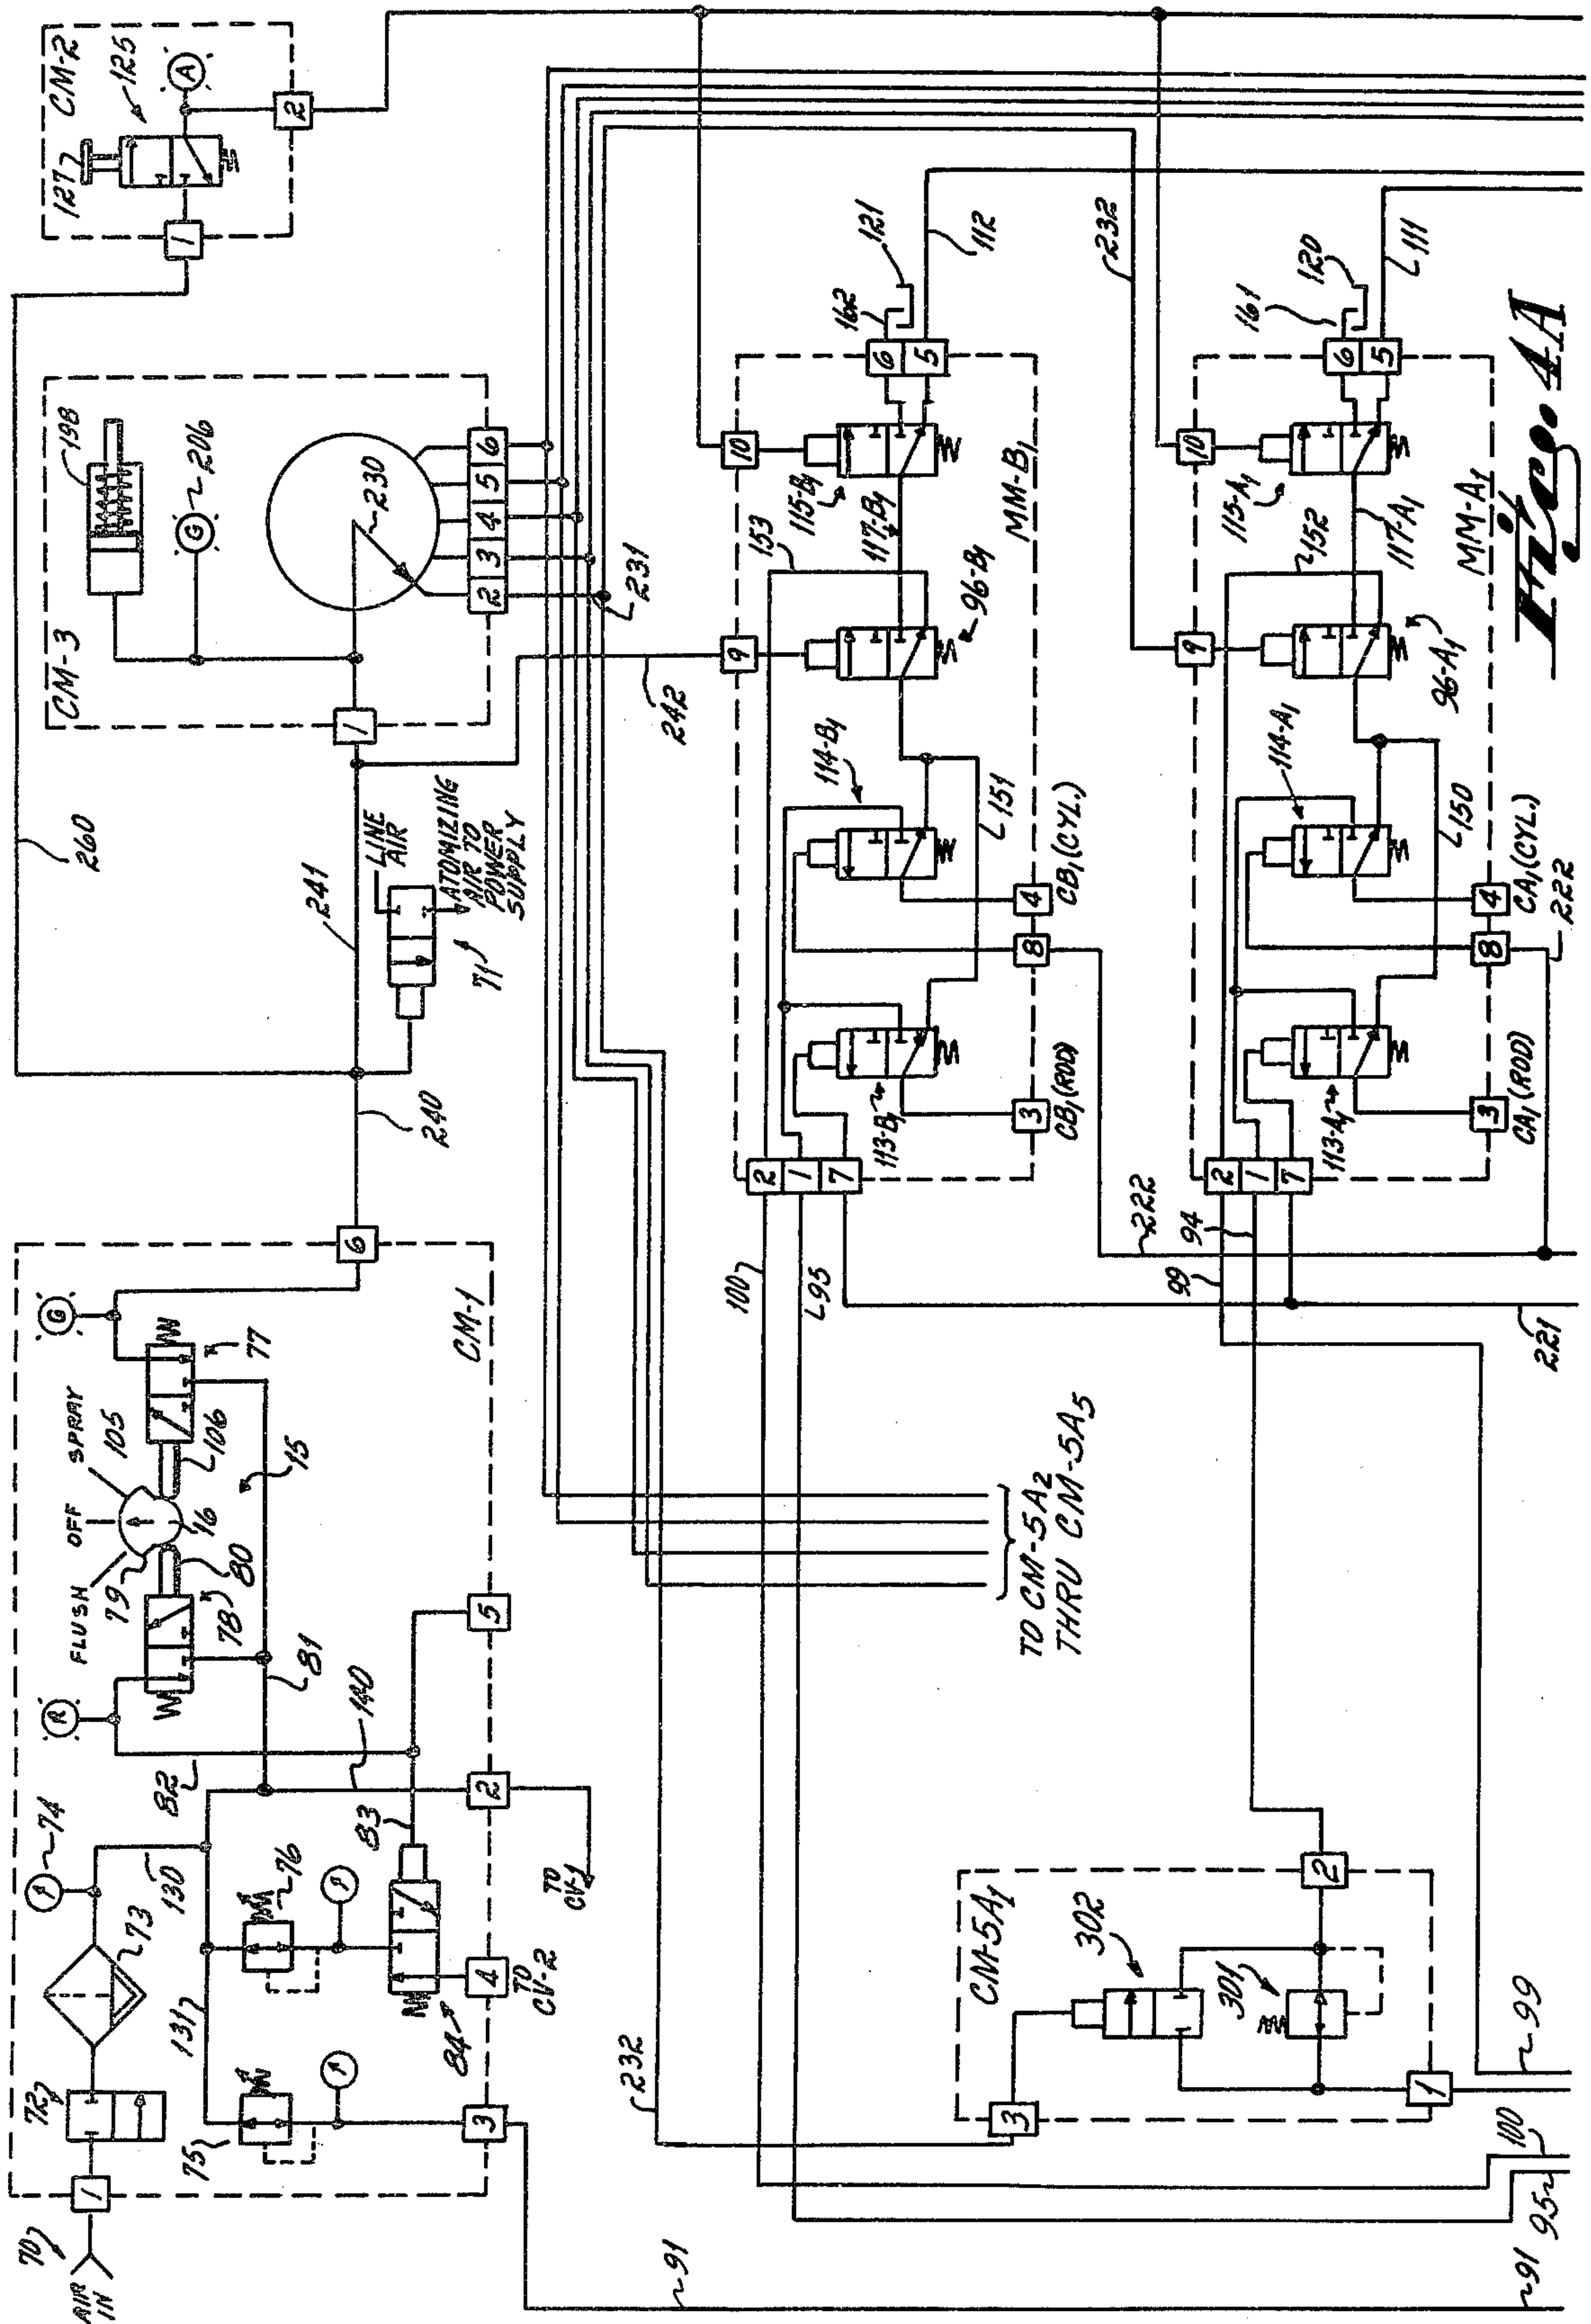 CM-2
127
125
A
1
2
260
CM-3
198
G
206
230
1
2
3
4
5
6
231
241
LINE AIR
ATOMIZING AIR TO POWER SUPPLY
71
240
242
232
CM-1
AIR IN
70
1
72
73
74
130
131
75
76
82
R
FLUSH
OFF
SPRAY
79
80
16
105
106
78
77
G
15
81
140
83
84
3
4
TO CV-2
2
TO CV-1
5
6
91
232
TO CM-5A2
THRU CM-5A5
MM-B1
10
9
6
5
162
121
112
115-B1
117-B1
153
96-B1
114-B1
151
113-B1
2
1
7
3
CB1 (ROD)
8
4
CB1 (CYL.)
100
95
222
MM-A1
10
9
6
5
161
120
111
115-A1
117-A1
152
96-A1
114-A1
150
113-A1
2
1
7
3
CA1 (ROD)
8
4
CA1 (CYL.)
222
94
99
221
CM-5A1
302
301
3
2
1
99
100
95
91
Fig. 4A